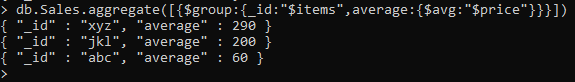 > db.Sales.aggregate([{$group:{_id:"$items",average:{$avg:"$price"}}}])
{ "_id" : "xyz", "average" : 290 }
{ "_id" : "jkl", "average" : 200 }
{ "_id" : "abc", "average" : 60 }
>